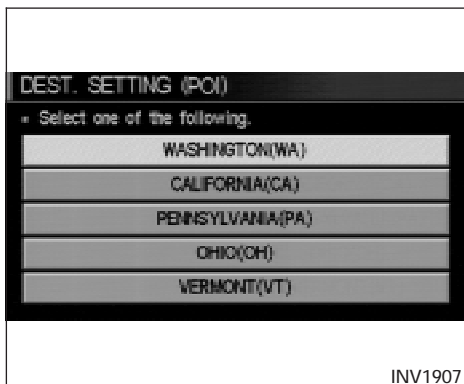 DEST. SETTING (POI)
Select one of the following.
WASHINGTON(WA)
CALIFORNIA(CA)
PENNSYLVANIA(PA)
OHIO(OH)
VERMONT(VT)
INV1907